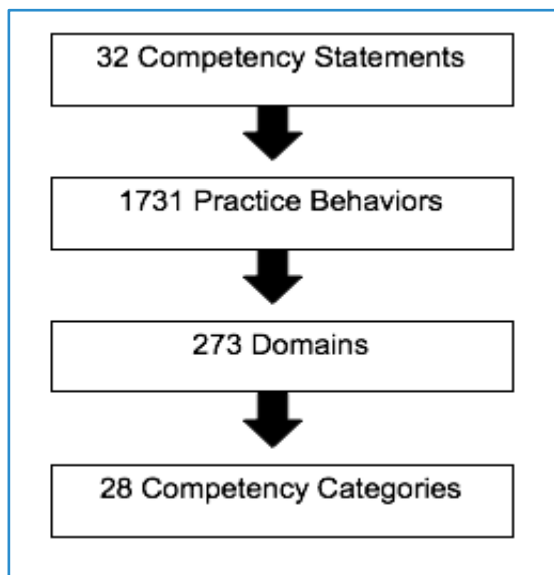 32 Competency Statements
1731 Practice Behaviors
273 Domains
28 Competency Categories